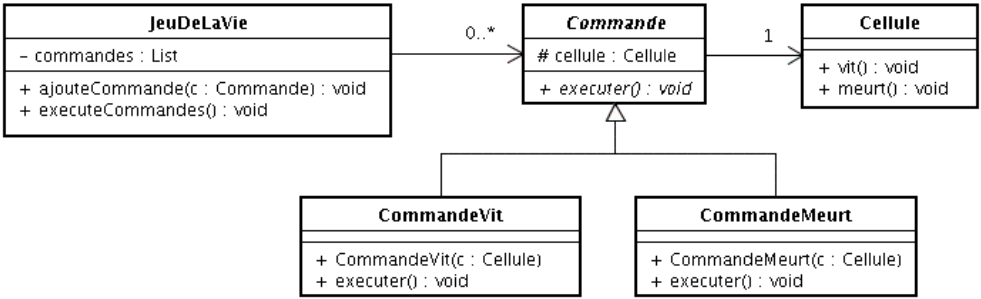 JeuDeLaVie
- commandes : List
+ ajouteCommande(c : Commande) : void
+ executeCommandes() : void
0..*
Commande
# cellule : Cellule
+ executer() : void
1
Cellule
+ vit() : void
+ meurt() : void
CommandeVit
+ CommandeVit(c : Cellule)
+ executer() : void
CommandeMeurt
+ CommandeMeurt(c : Cellule)
+ executer() : void